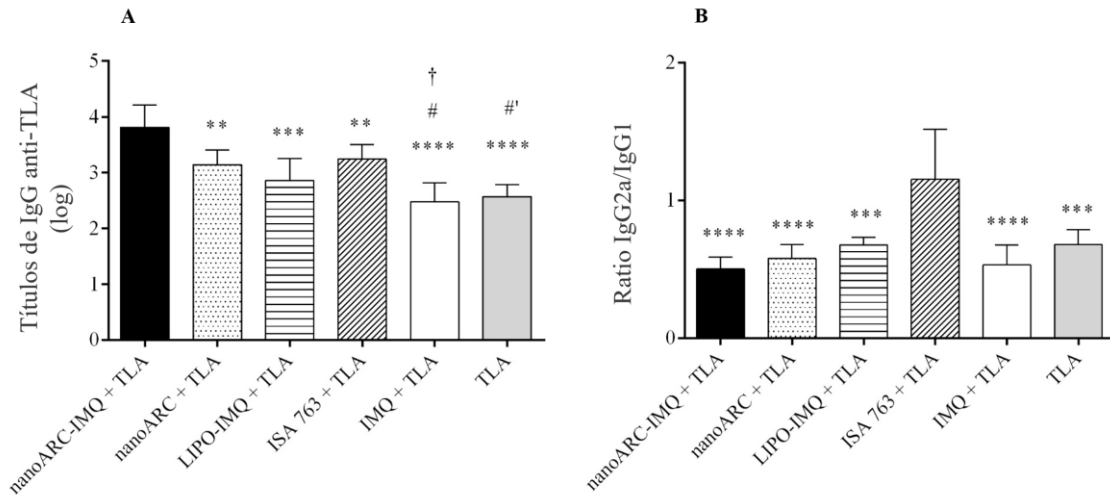 A
Títulos de IgG anti-TLA
(log)
5
4
3
2
1
0
**
***
**
†
#
****
#'
****
nanoARC-IMQ + TLA
nanoARC + TLA
LIPO-IMQ + TLA
ISA 763 + TLA
IMQ + TLA
TLA
B
Ratio IgG2a/IgG1
2
1
0
****
****
***
****
***
nanoARC-IMQ + TLA
nanoARC + TLA
LIPO-IMQ + TLA
ISA 763 + TLA
IMQ + TLA
TLA